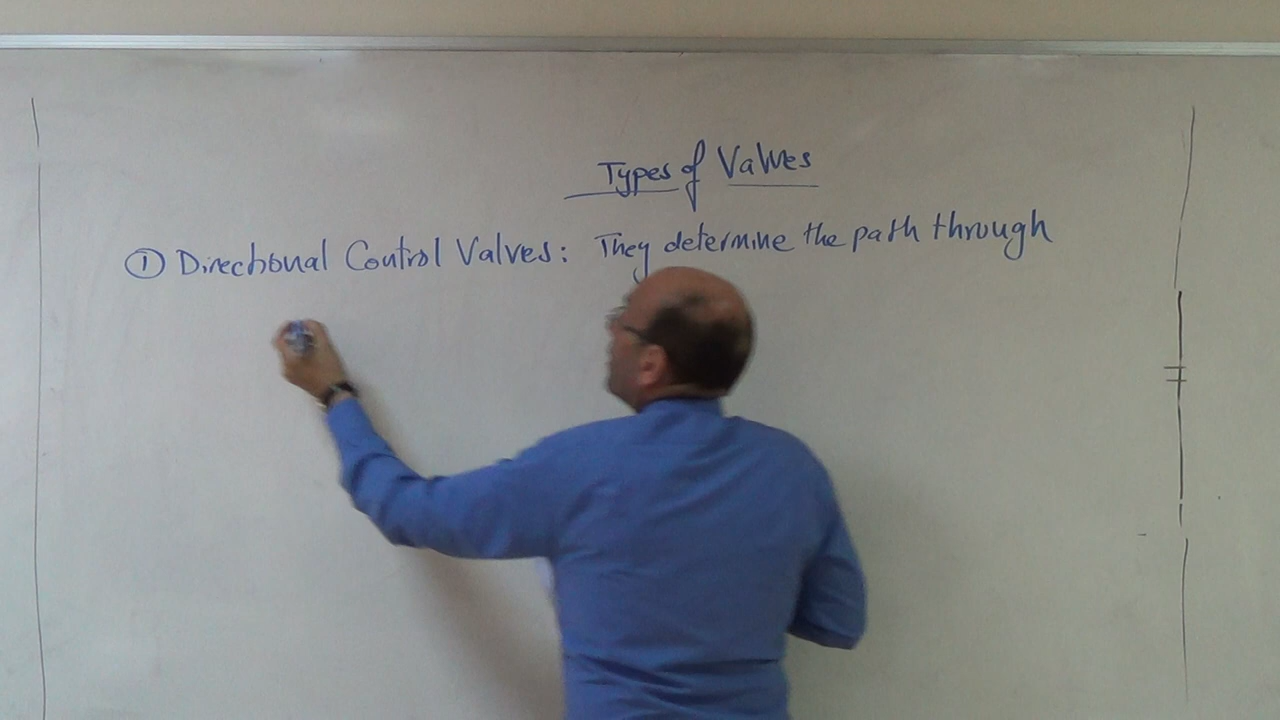 Types of Valves
① Directional Control Valves: They determine the path through